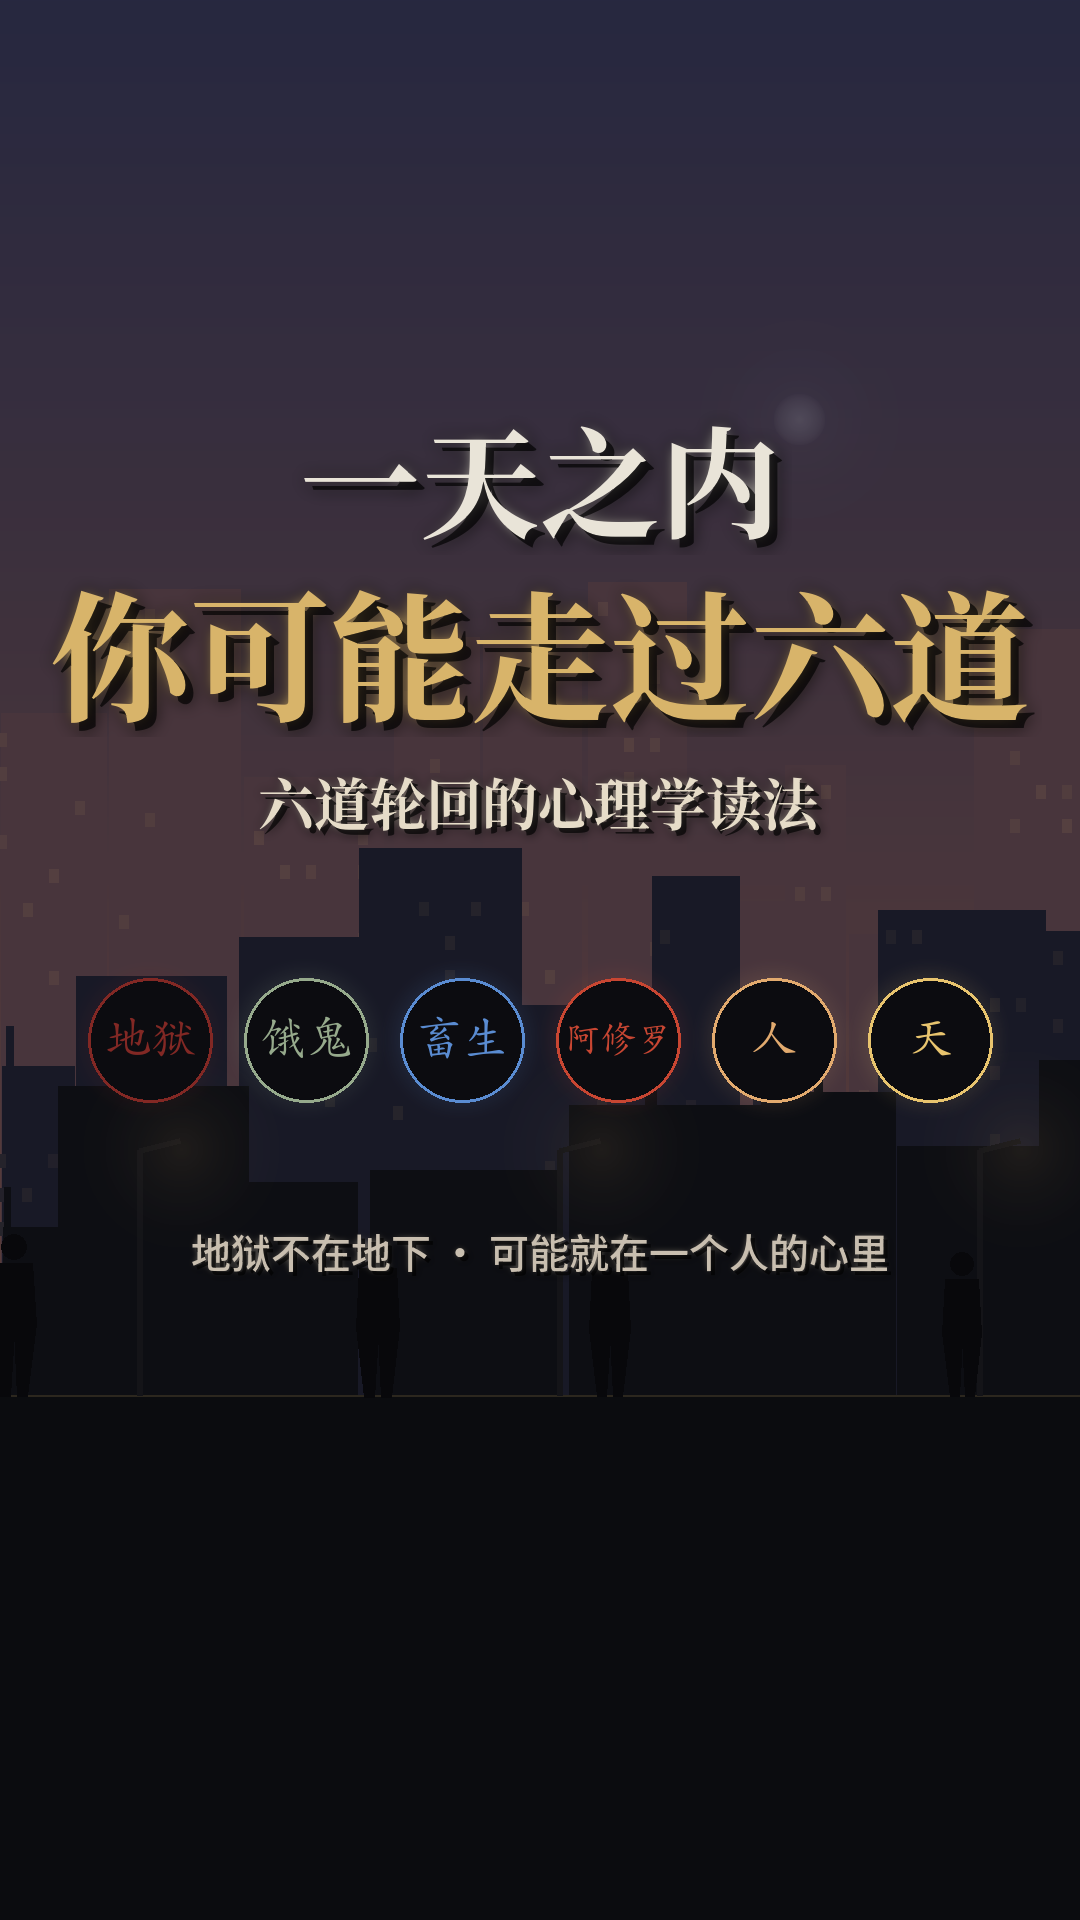 一天之内
你可能走过六道
六道轮回的心理学读法
地狱 饿鬼 畜生 阿修罗 人 天
地狱不在地下 · 可能就在一个人的心里